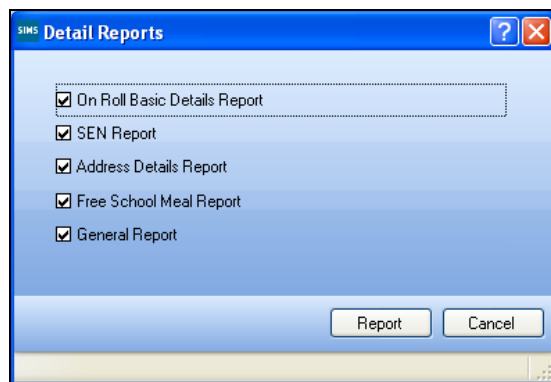 SIMS Detail Reports
On Roll Basic Details Report
SEN Report
Address Details Report
Free School Meal Report
General Report
Report Cancel